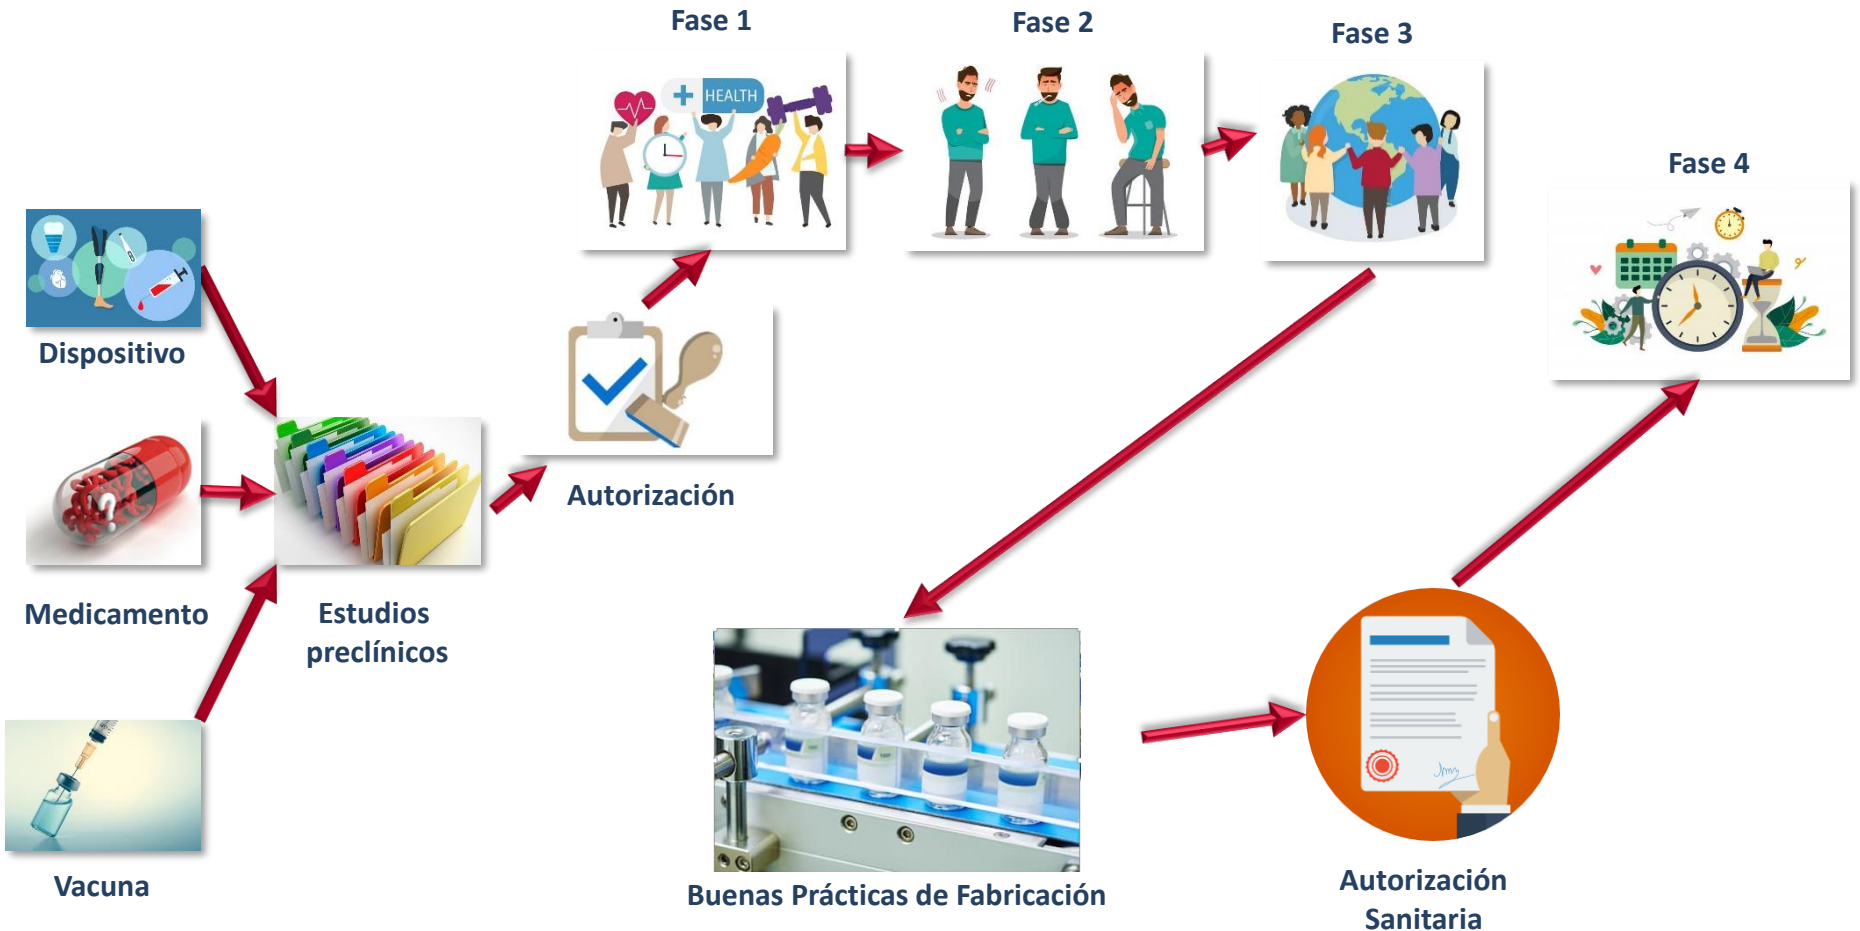 Fase 1
Fase 2
Fase 3
Fase 4
HEALTH
Dispositivo
Medicamento
Vacuna
Estudios
preclínicos
Autorización
Buenas Prácticas de Fabricación
Autorización
Sanitaria